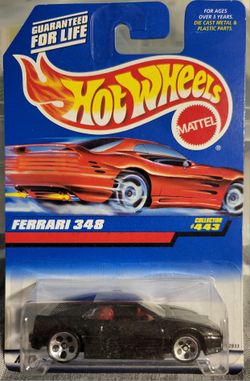 GUARANTEED
FOR LIFE
FOR AGES
OVER 3 YEARS.
DIE CAST METAL &
PLASTIC PARTS.
Hot Wheels
MATTEL
®
FERRARI 348
COLLECTOR
#443